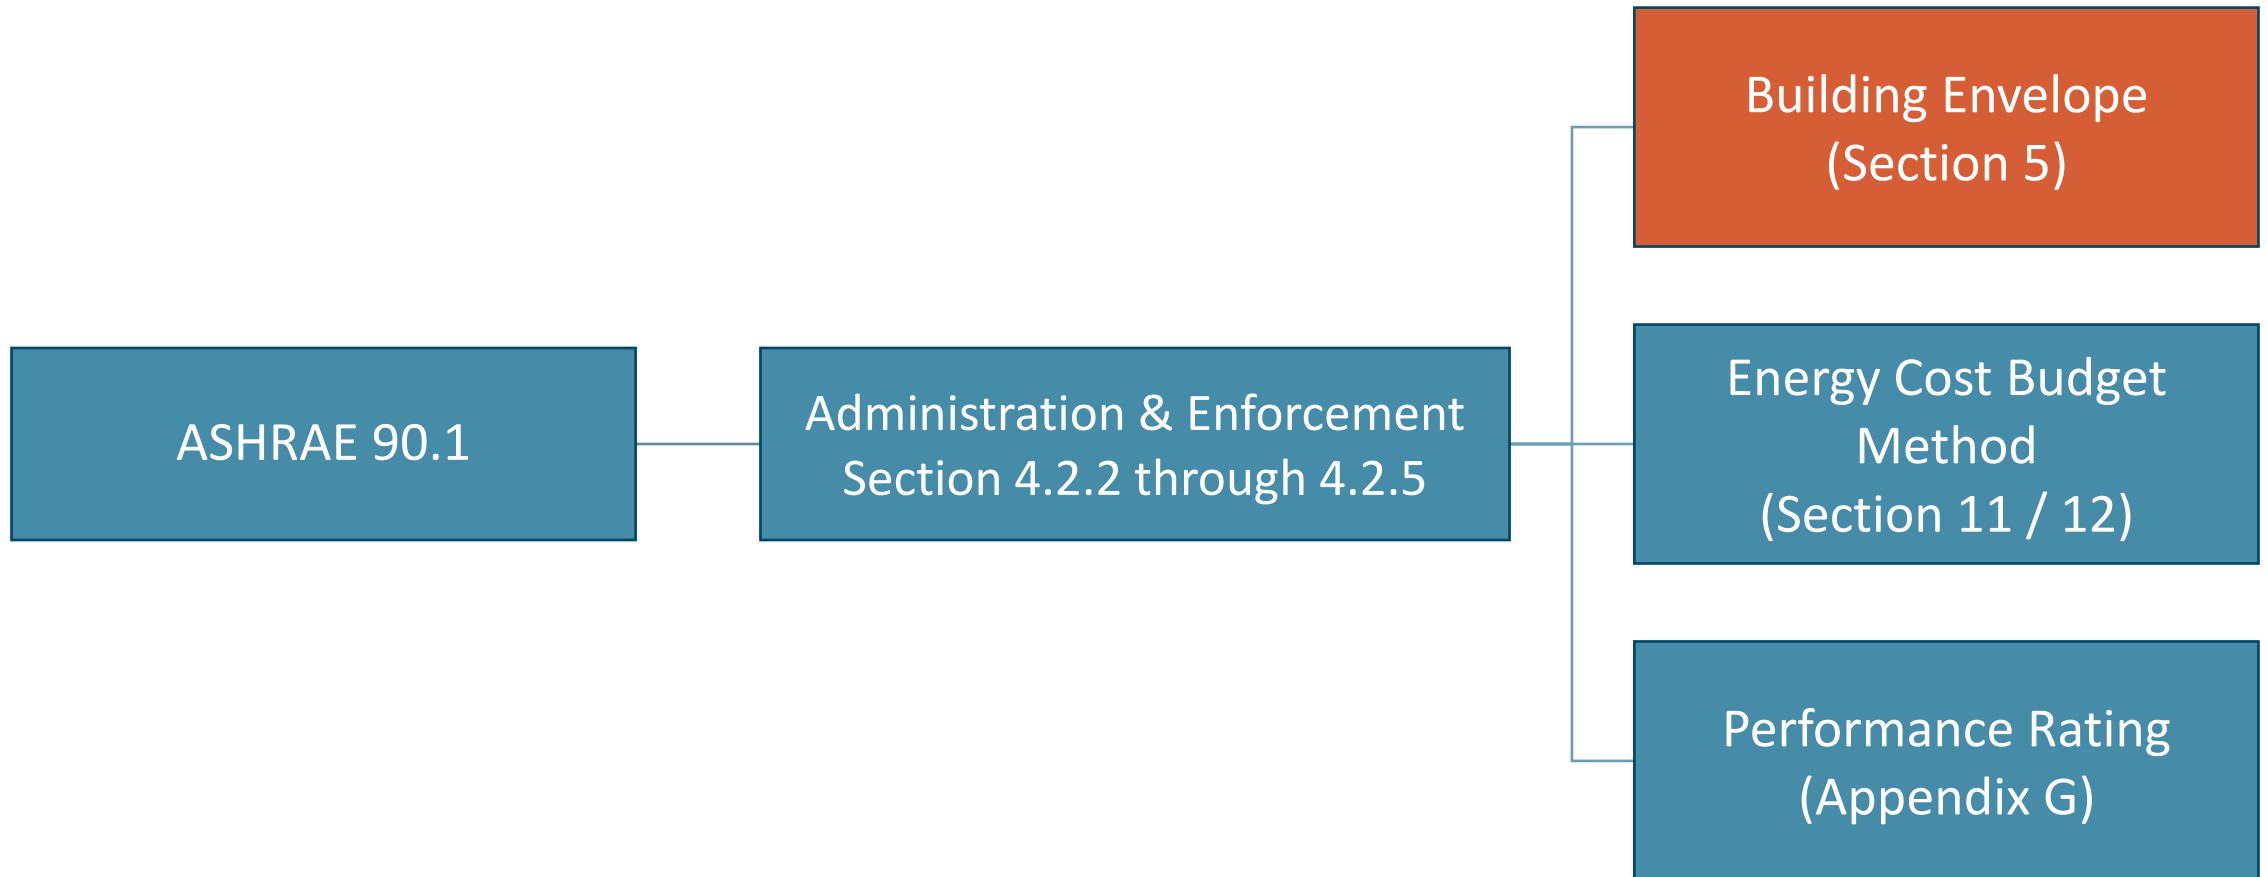 ASHRAE 90.1
Administration & Enforcement
Section 4.2.2 through 4.2.5
Building Envelope
(Section 5)
Energy Cost Budget
Method
(Section 11 / 12)
Performance Rating
(Appendix G)